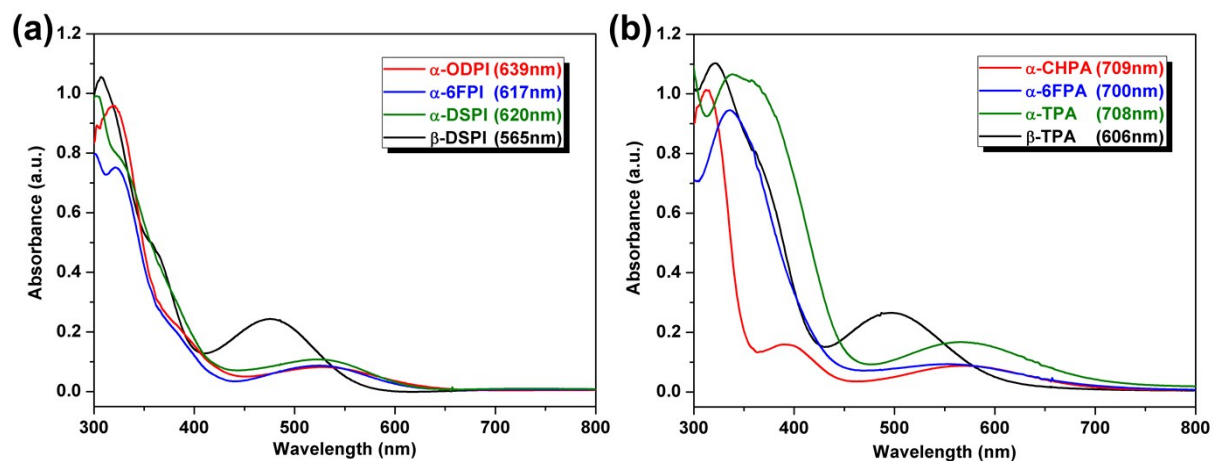 (a)
1.2
1.0
0.8
0.6
0.4
0.2
0.0
Absorbance (a.u.)
α-ODPI (639nm)
α-6FPI (617nm)
α-DSPI (620nm)
β-DSPI (565nm)
300 400 500 600 700 800
Wavelength (nm)
(b)
1.2
1.0
0.8
0.6
0.4
0.2
0.0
Absorbance (a.u.)
α-CHPA (709nm)
α-6FPA (700nm)
α-TPA (708nm)
β-TPA (606nm)
300 400 500 600 700 800
Wavelength (nm)